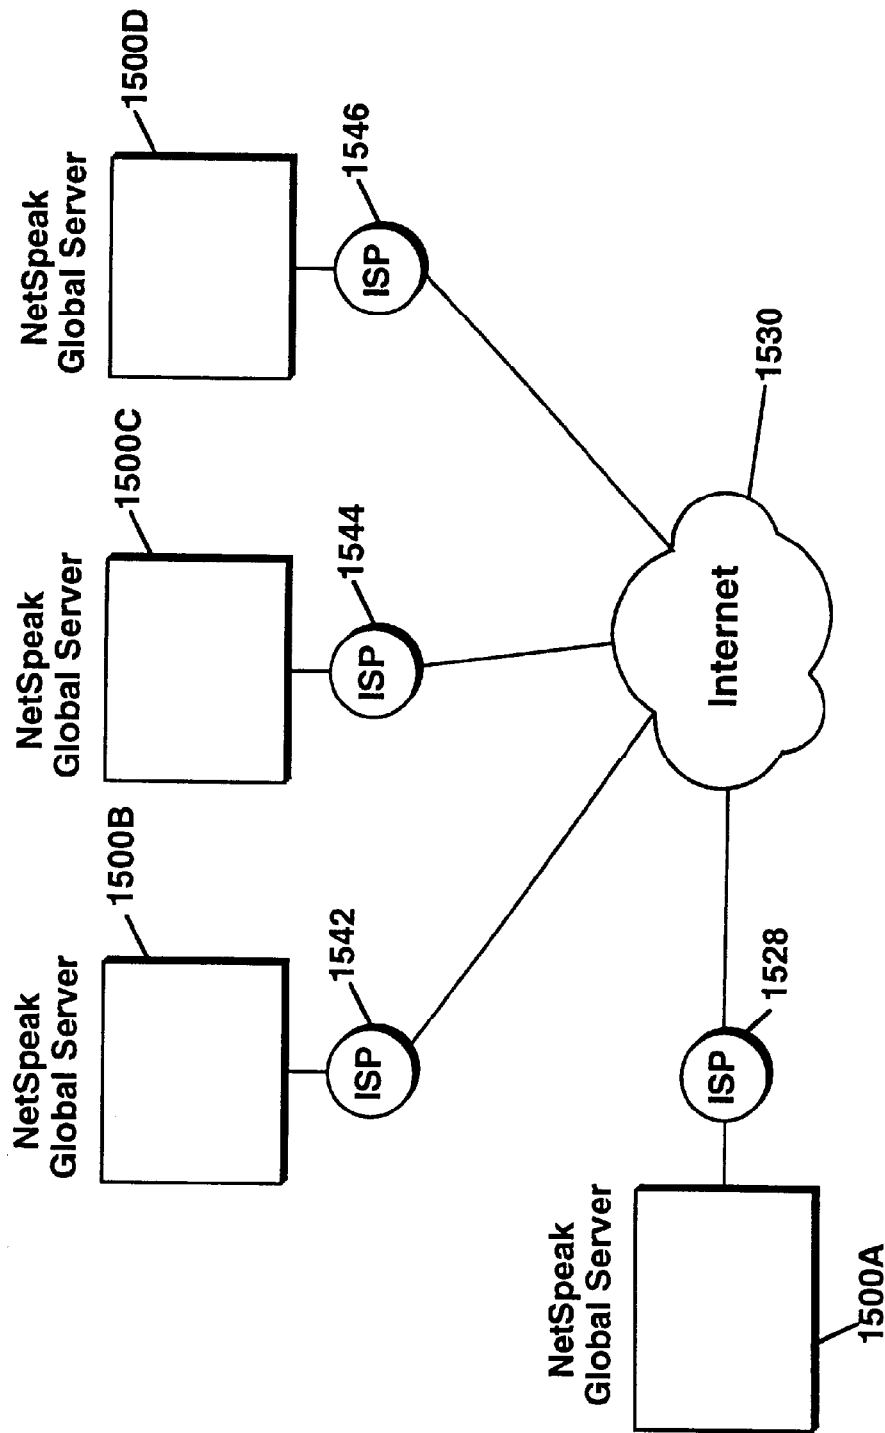 NetSpeak
Global Server
1500B
ISP
1542
NetSpeak
Global Server
1500C
ISP
1544
NetSpeak
Global Server
1500D
ISP
1546
NetSpeak
Global Server
1500A
ISP
1528
Internet
1530